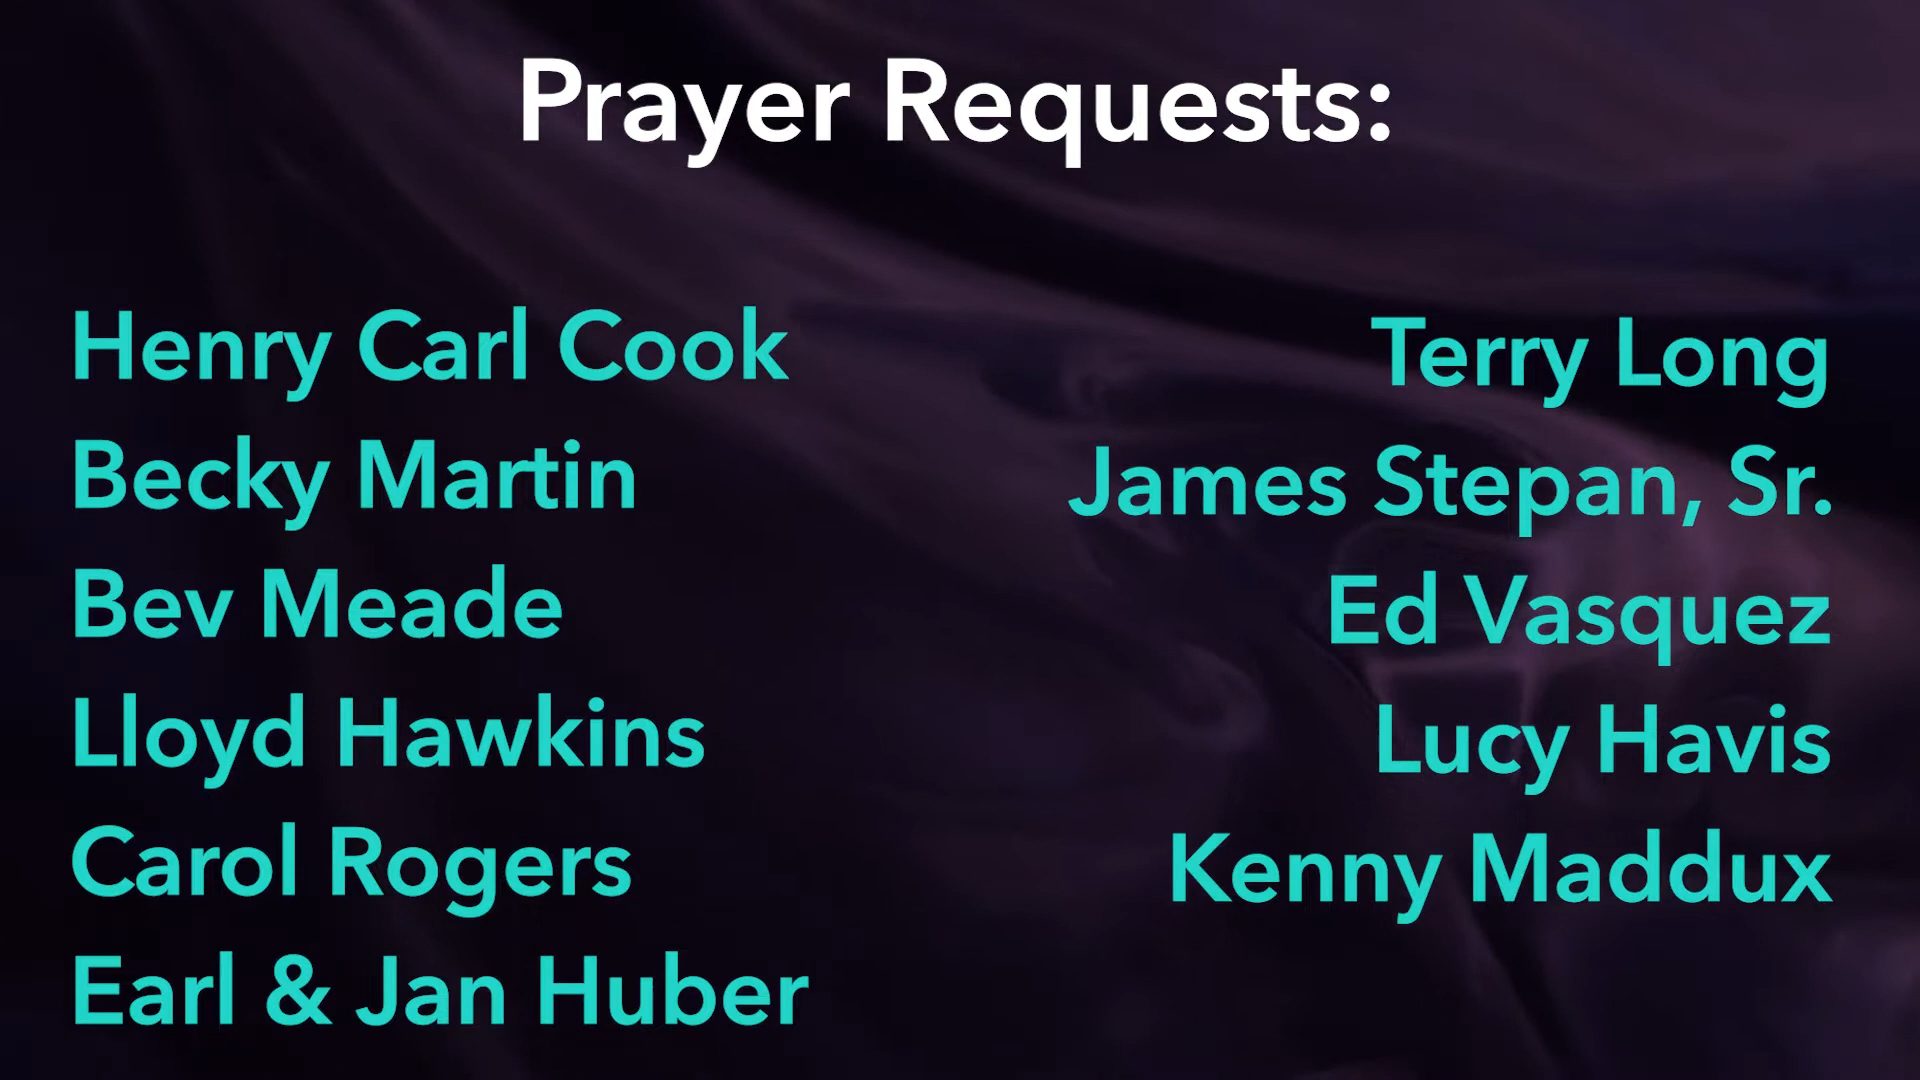 Prayer Requests:
Henry Carl Cook
Becky Martin
Bev Meade
Lloyd Hawkins
Carol Rogers
Earl & Jan Huber
Terry Long
James Stepan, Sr.
Ed Vasquez
Lucy Havis
Kenny Maddux